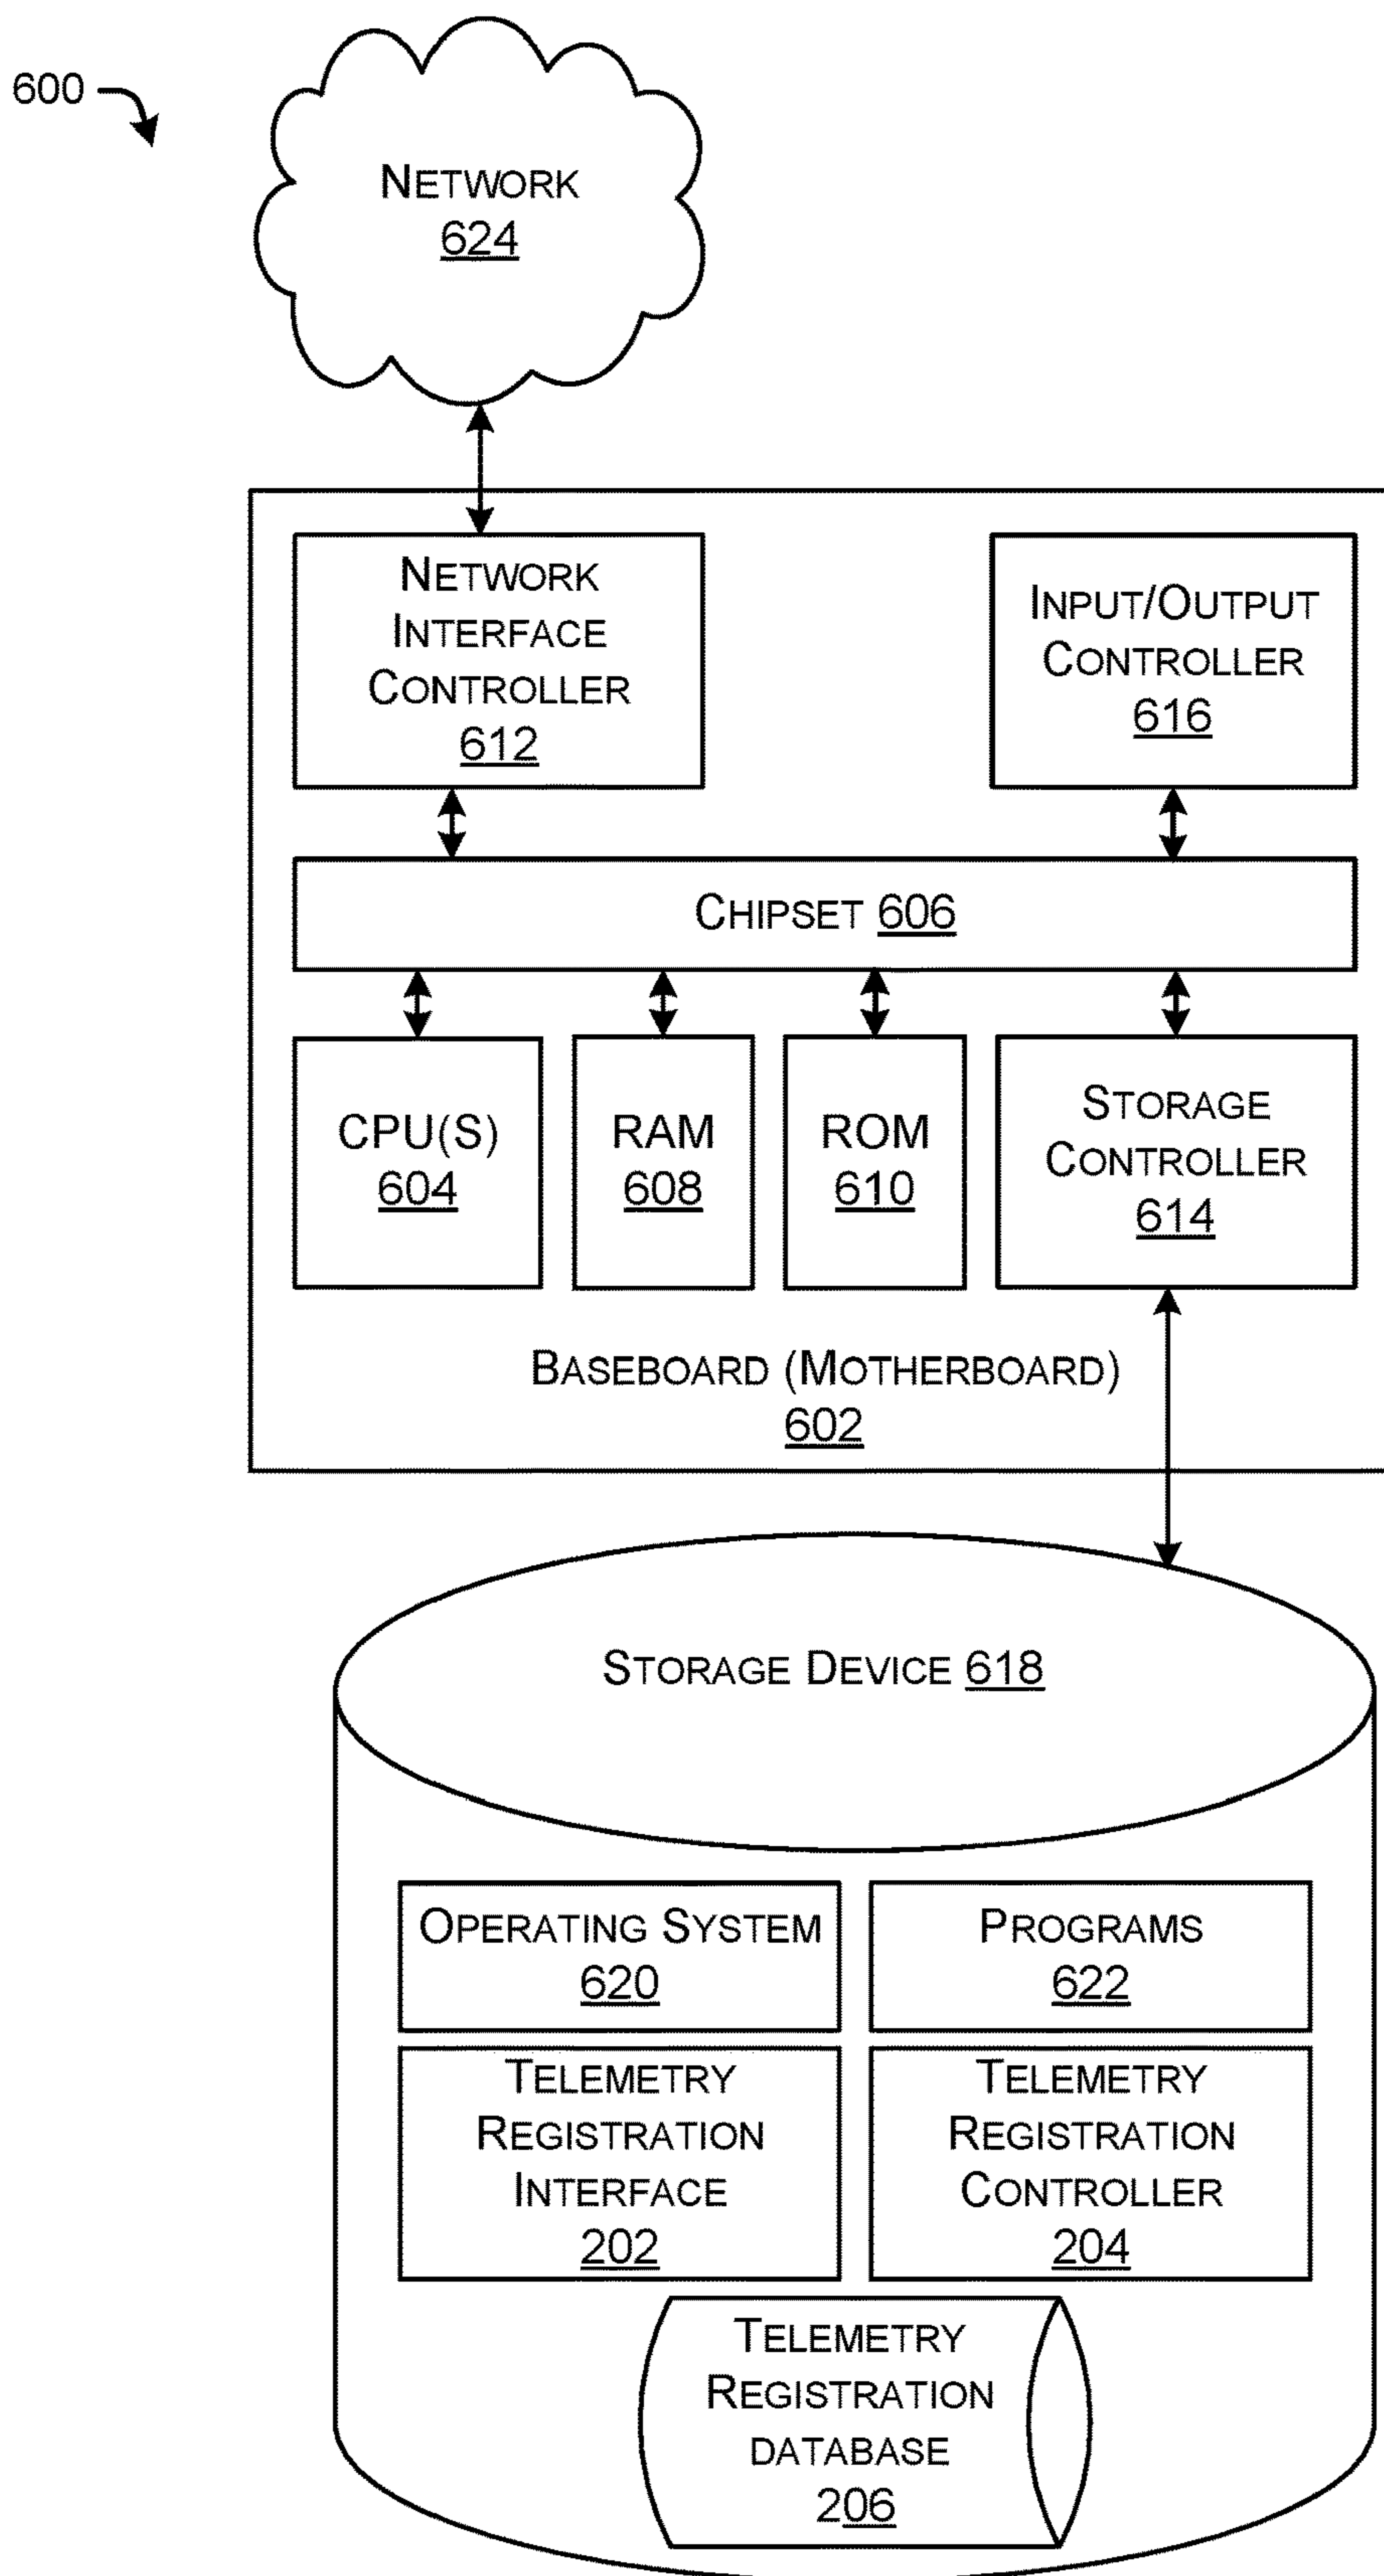 600
NETWORK
624
NETWORK
INTERFACE
CONTROLLER
612
INPUT/OUTPUT
CONTROLLER
616
CHIPSET 606
CPU(S)
604
RAM
608
ROM
610
STORAGE
CONTROLLER
614
BASEBOARD (MOTHERBOARD)
602
STORAGE DEVICE 618
OPERATING SYSTEM
620
PROGRAMS
622
TELEMETRY
REGISTRATION
INTERFACE
202
TELEMETRY
REGISTRATION
CONTROLLER
204
TELEMETRY
REGISTRATION
DATABASE
206